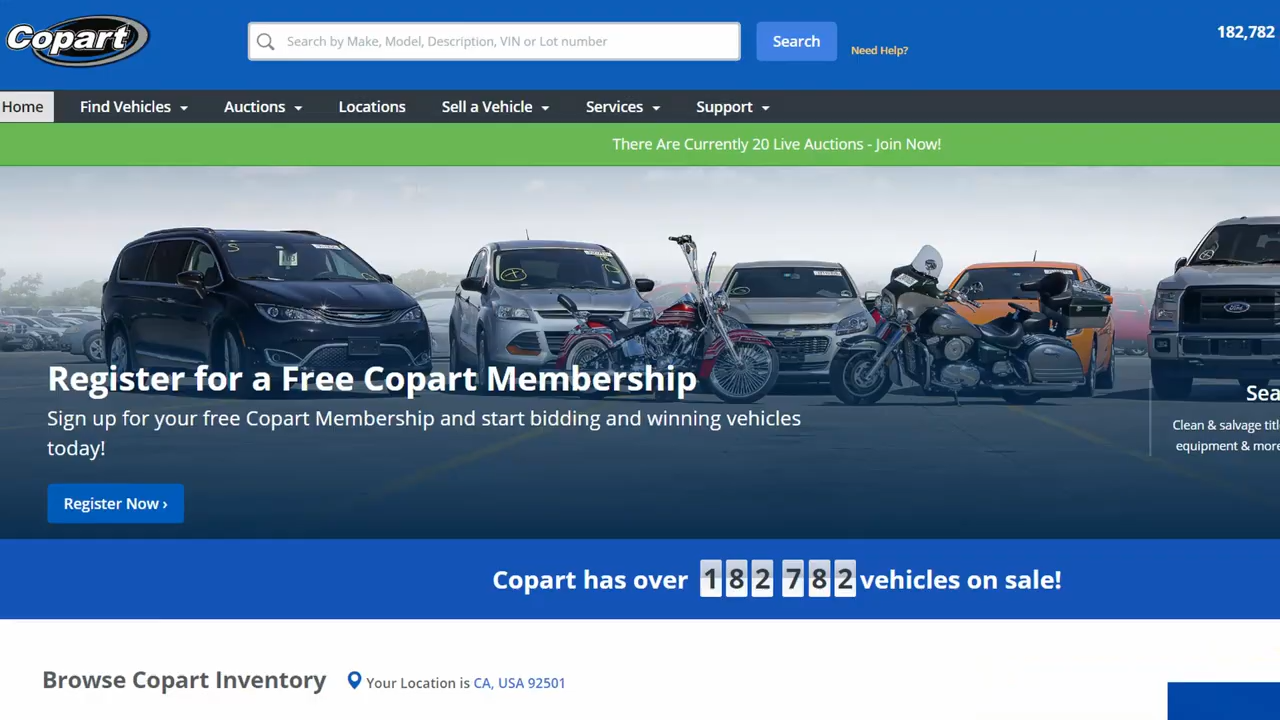 Copart
Search by Make, Model, Description, VIN or Lot number
Search
Need Help?
182,782
Home
Find Vehicles
Auctions
Locations
Sell a Vehicle
Services
Support
There Are Currently 20 Live Auctions - Join Now!
Register for a Free Copart Membership
Sign up for your free Copart Membership and start bidding and winning vehicles
today!
Register Now ›
Sea
Clean & salvage titl
equipment & more
Copart has over 182 782 vehicles on sale!
Browse Copart Inventory
Your Location is CA, USA 92501